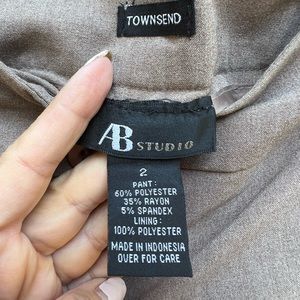 TOWNSEND
AB STUDIO
2
PANT:
60% POLYESTER
35% RAYON
5% SPANDEX
LINING:
100% POLYESTER
MADE IN INDONESIA
OVER FOR CARE